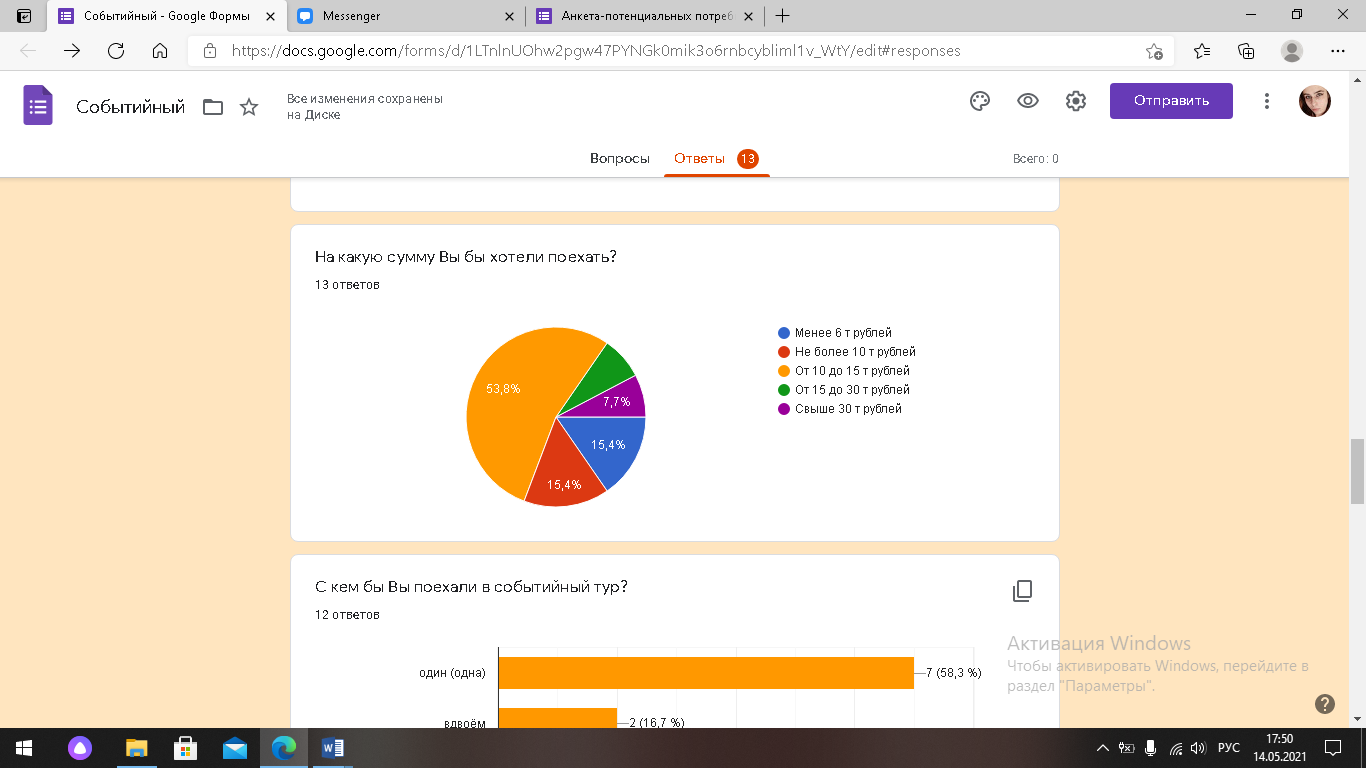 Событийный - Google Формы
Messenger
Анкета-потенциальных потреб
https://docs.google.com/forms/d/1LTnlnUOhw2pgw47PYNGk0mik3o6rnbcybliml1v_WtY/edit#responses
Событийный
Все изменения сохранены
на Диске
Отправить
Вопросы
Ответы 13
Всего: 0
На какую сумму Вы бы хотели поехать?
13 ответов
53,8%
7,7%
15,4%
15,4%
Менее 6 т рублей
Не более 10 т рублей
От 10 до 15 т рублей
От 15 до 30 т рублей
Свыше 30 т рублей
С кем бы Вы поехали в событийный тур?
12 ответов
один (одна)
7 (58,3 %)
вдвоём
2 (16,7 %)
Активация Windows
Чтобы активировать Windows, перейдите в
раздел "Параметры".
РУС
17:50
14.05.2021